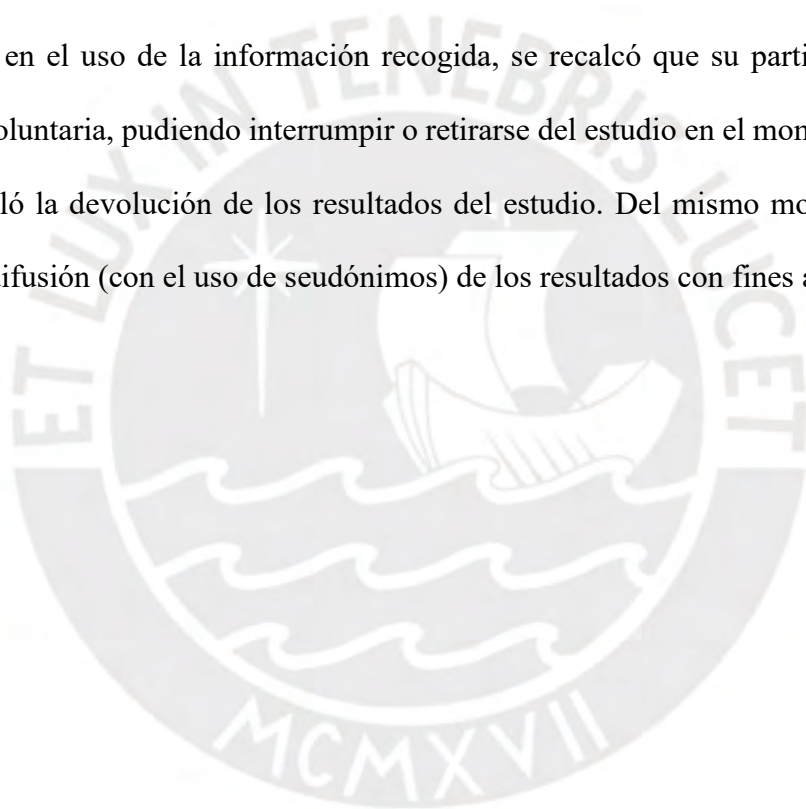 en el uso de la información recogida, se recalcó que su parti
oluntaria, pudiendo interrumpir o retirarse del estudio en el mon
ló la devolución de los resultados del estudio. Del mismo mo
ifusión (con el uso de seudónimos) de los resultados con fines a
ET LUX IN TENEBRIS LUCET
MCMXVII